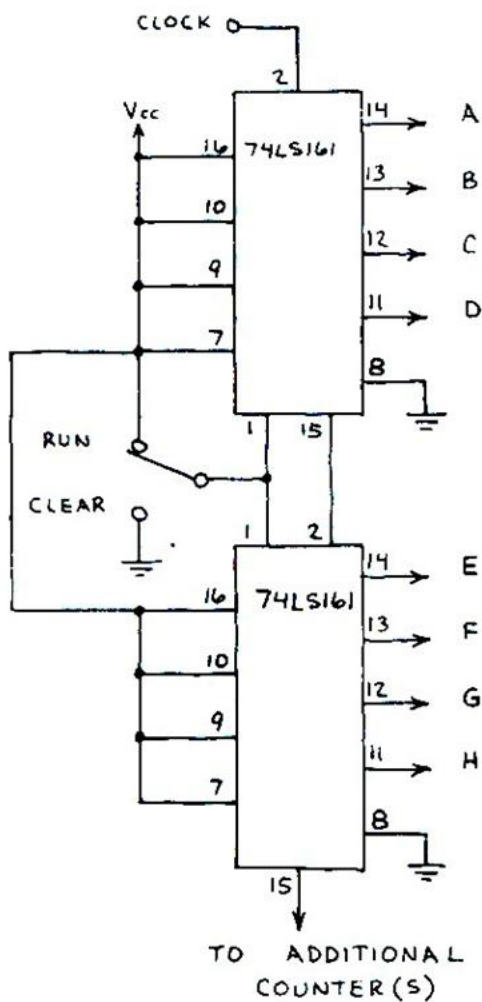 CLOCK
2
Vcc
16
74LS161
14
A
10
13
B
9
12
C
7
11
D
8
1
15
RUN
CLEAR
1
2
16
74LS161
14
E
10
13
F
9
12
G
7
11
H
8
15
TO ADDITIONAL
COUNTER(S)